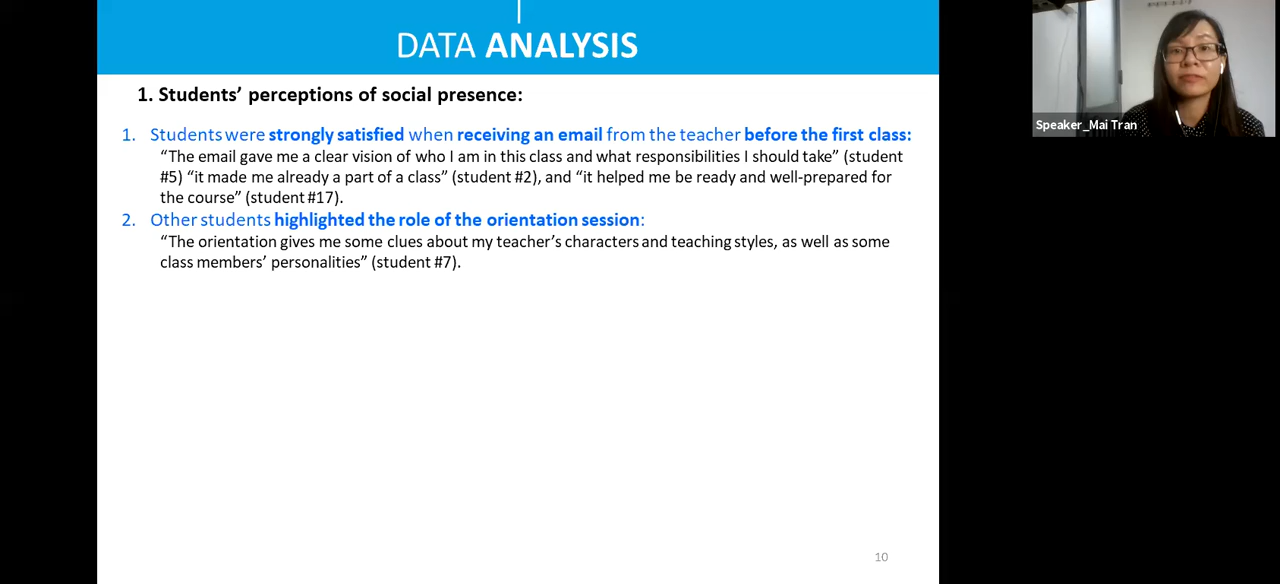 DATA ANALYSIS
1. Students’ perceptions of social presence:
1. Students were strongly satisfied when receiving an email from the teacher before the first class:
“The email gave me a clear vision of who I am in this class and what responsibilities I should take” (student
#5) “it made me already a part of a class” (student #2), and “it helped me be ready and well-prepared for
the course” (student #17).
2. Other students highlighted the role of the orientation session:
“The orientation gives me some clues about my teacher’s characters and teaching styles, as well as some
class members’ personalities” (student #7).
10
Speaker_Mai Tran